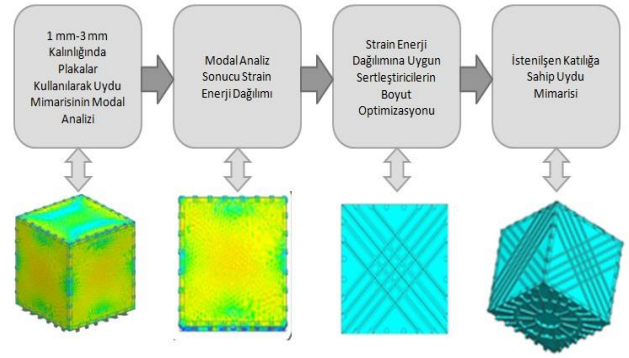 1 mm-3 mm
Kalınlığında
Plakalar
Kullanılarak Uydu
Mimarisinin Modal
Analizi
Modal Analiz
Sonucu Strain
Enerji Dağılımı
Strain Enerji
Dağılımına Uygun
Sertleştiricilerin
Boyut
Optimizasyonu
İstenilşen Katılığa
Sahip Uydu
Mimarisi